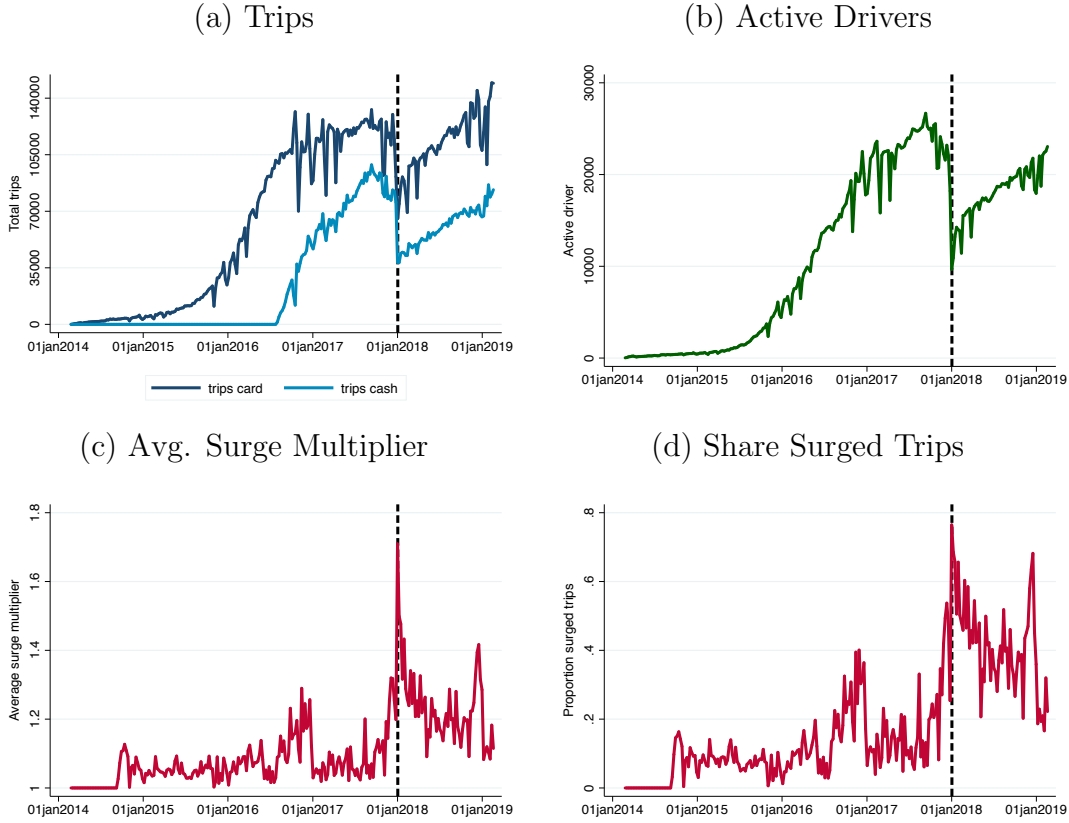 (a) Trips
(b) Active Drivers
Total trips
140000
105000
70000
35000
0
01jan2014 01jan2015 01jan2016 01jan2017 01jan2018 01jan2019
trips card trips cash
Active driver
30000
20000
10000
0
01jan2014 01jan2015 01jan2016 01jan2017 01jan2018 01jan2019
(c) Avg. Surge Multiplier
(d) Share Surged Trips
Average surge multiplier
1.8
1.6
1.4
1.2
1
01jan2014 01jan2015 01jan2016 01jan2017 01jan2018 01jan2019
Proportion surged trips
.8
.6
.4
.2
0
01jan2014 01jan2015 01jan2016 01jan2017 01jan2018 01jan2019